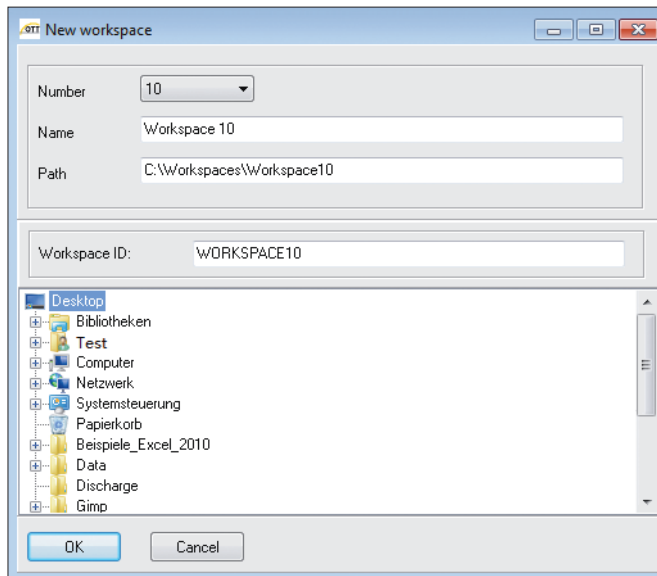 OTT New workspace
Number 10
Name Workspace 10
Path C:\Workspaces\Workspace10
Workspace ID: WORKSPACE10
Desktop
Bibliotheken
Test
Computer
Netzwerk
Systemsteuerung
Papierkorb
Beispiele_Excel_2010
Data
Discharge
Gimp
OK Cancel